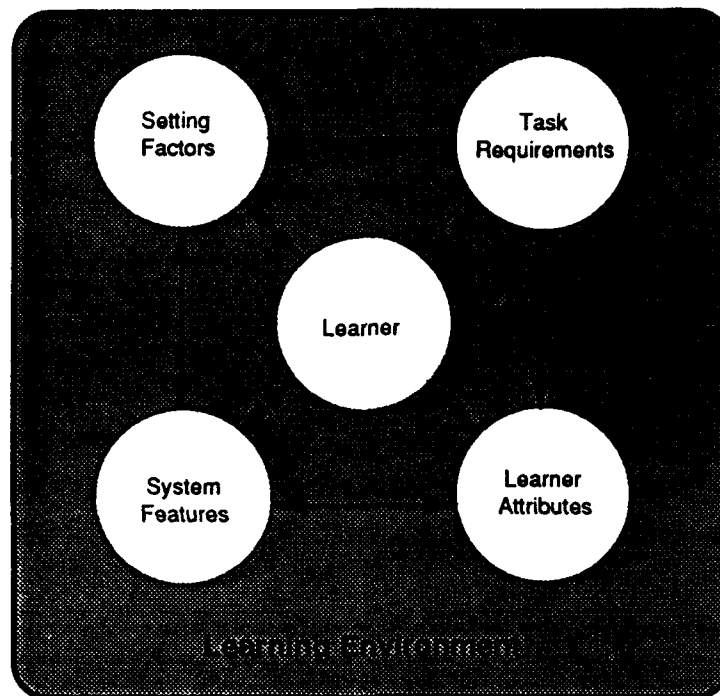 Setting
Factors
Task
Requirements
Learner
System
Features
Learner
Attributes
Learning Environment